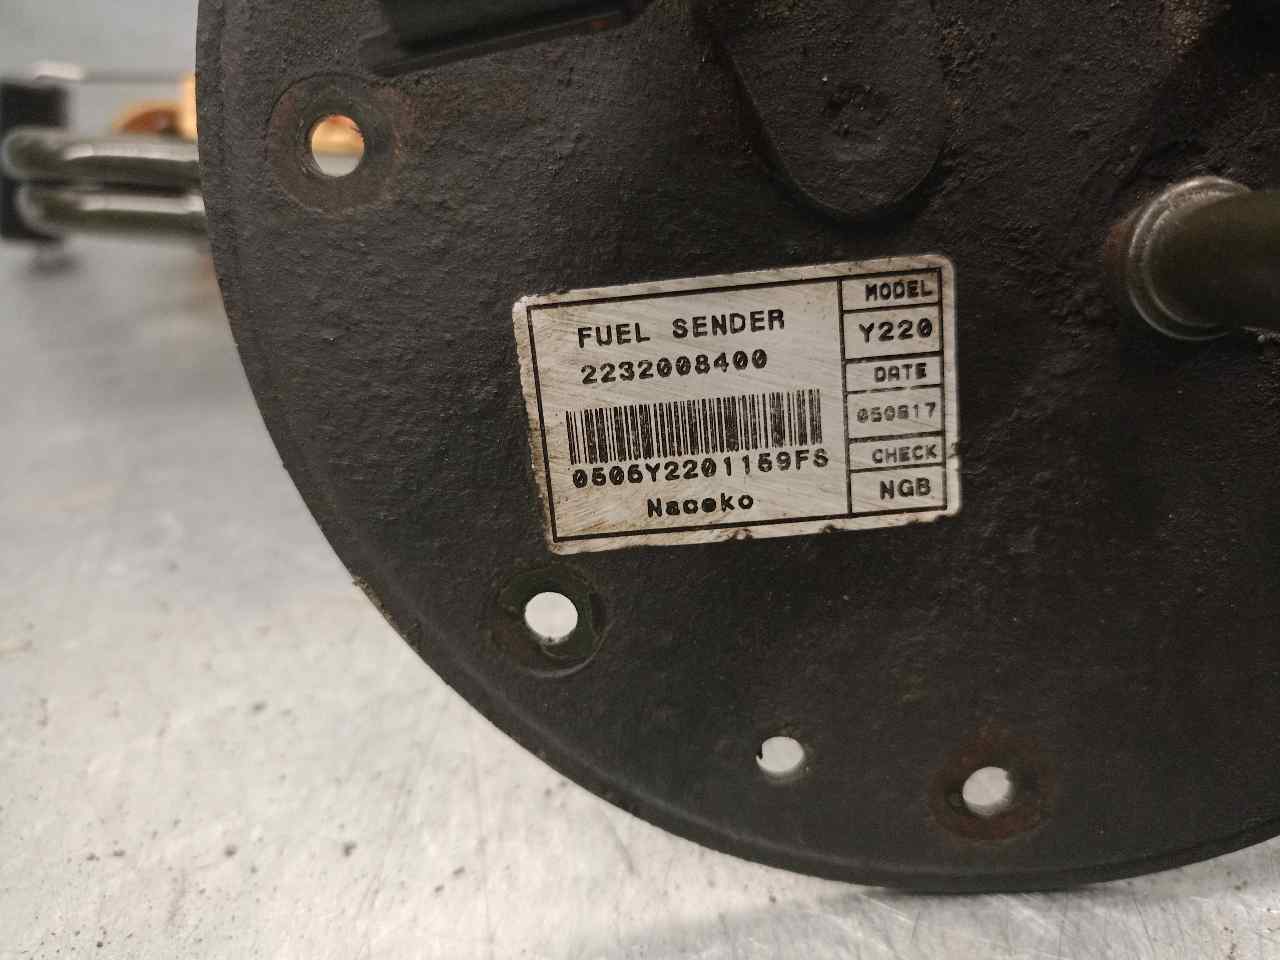 FUEL SENDER
2232008400
0506Y2201159FS
Naceko
MODEL
Y220
DATE
050617
CHECK
NGB